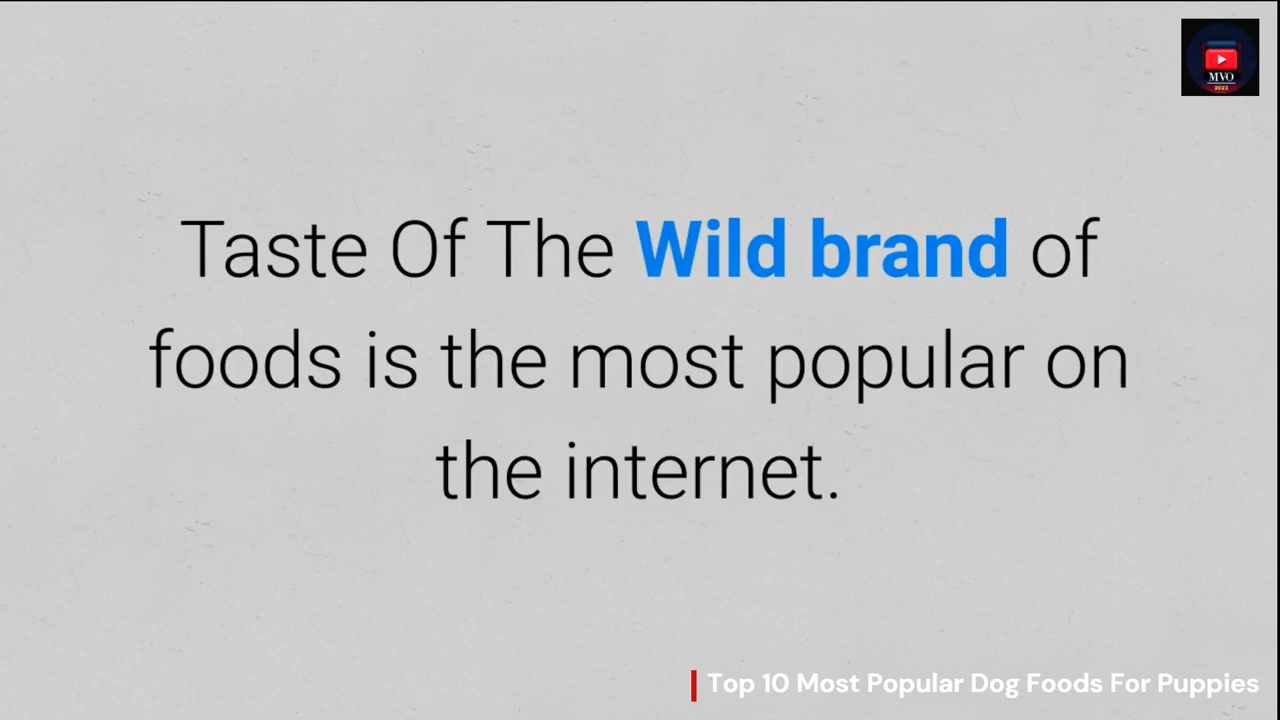 MVO
2023
Taste Of The Wild brand of
foods is the most popular on
the internet.
Top 10 Most Popular Dog Foods For Puppies